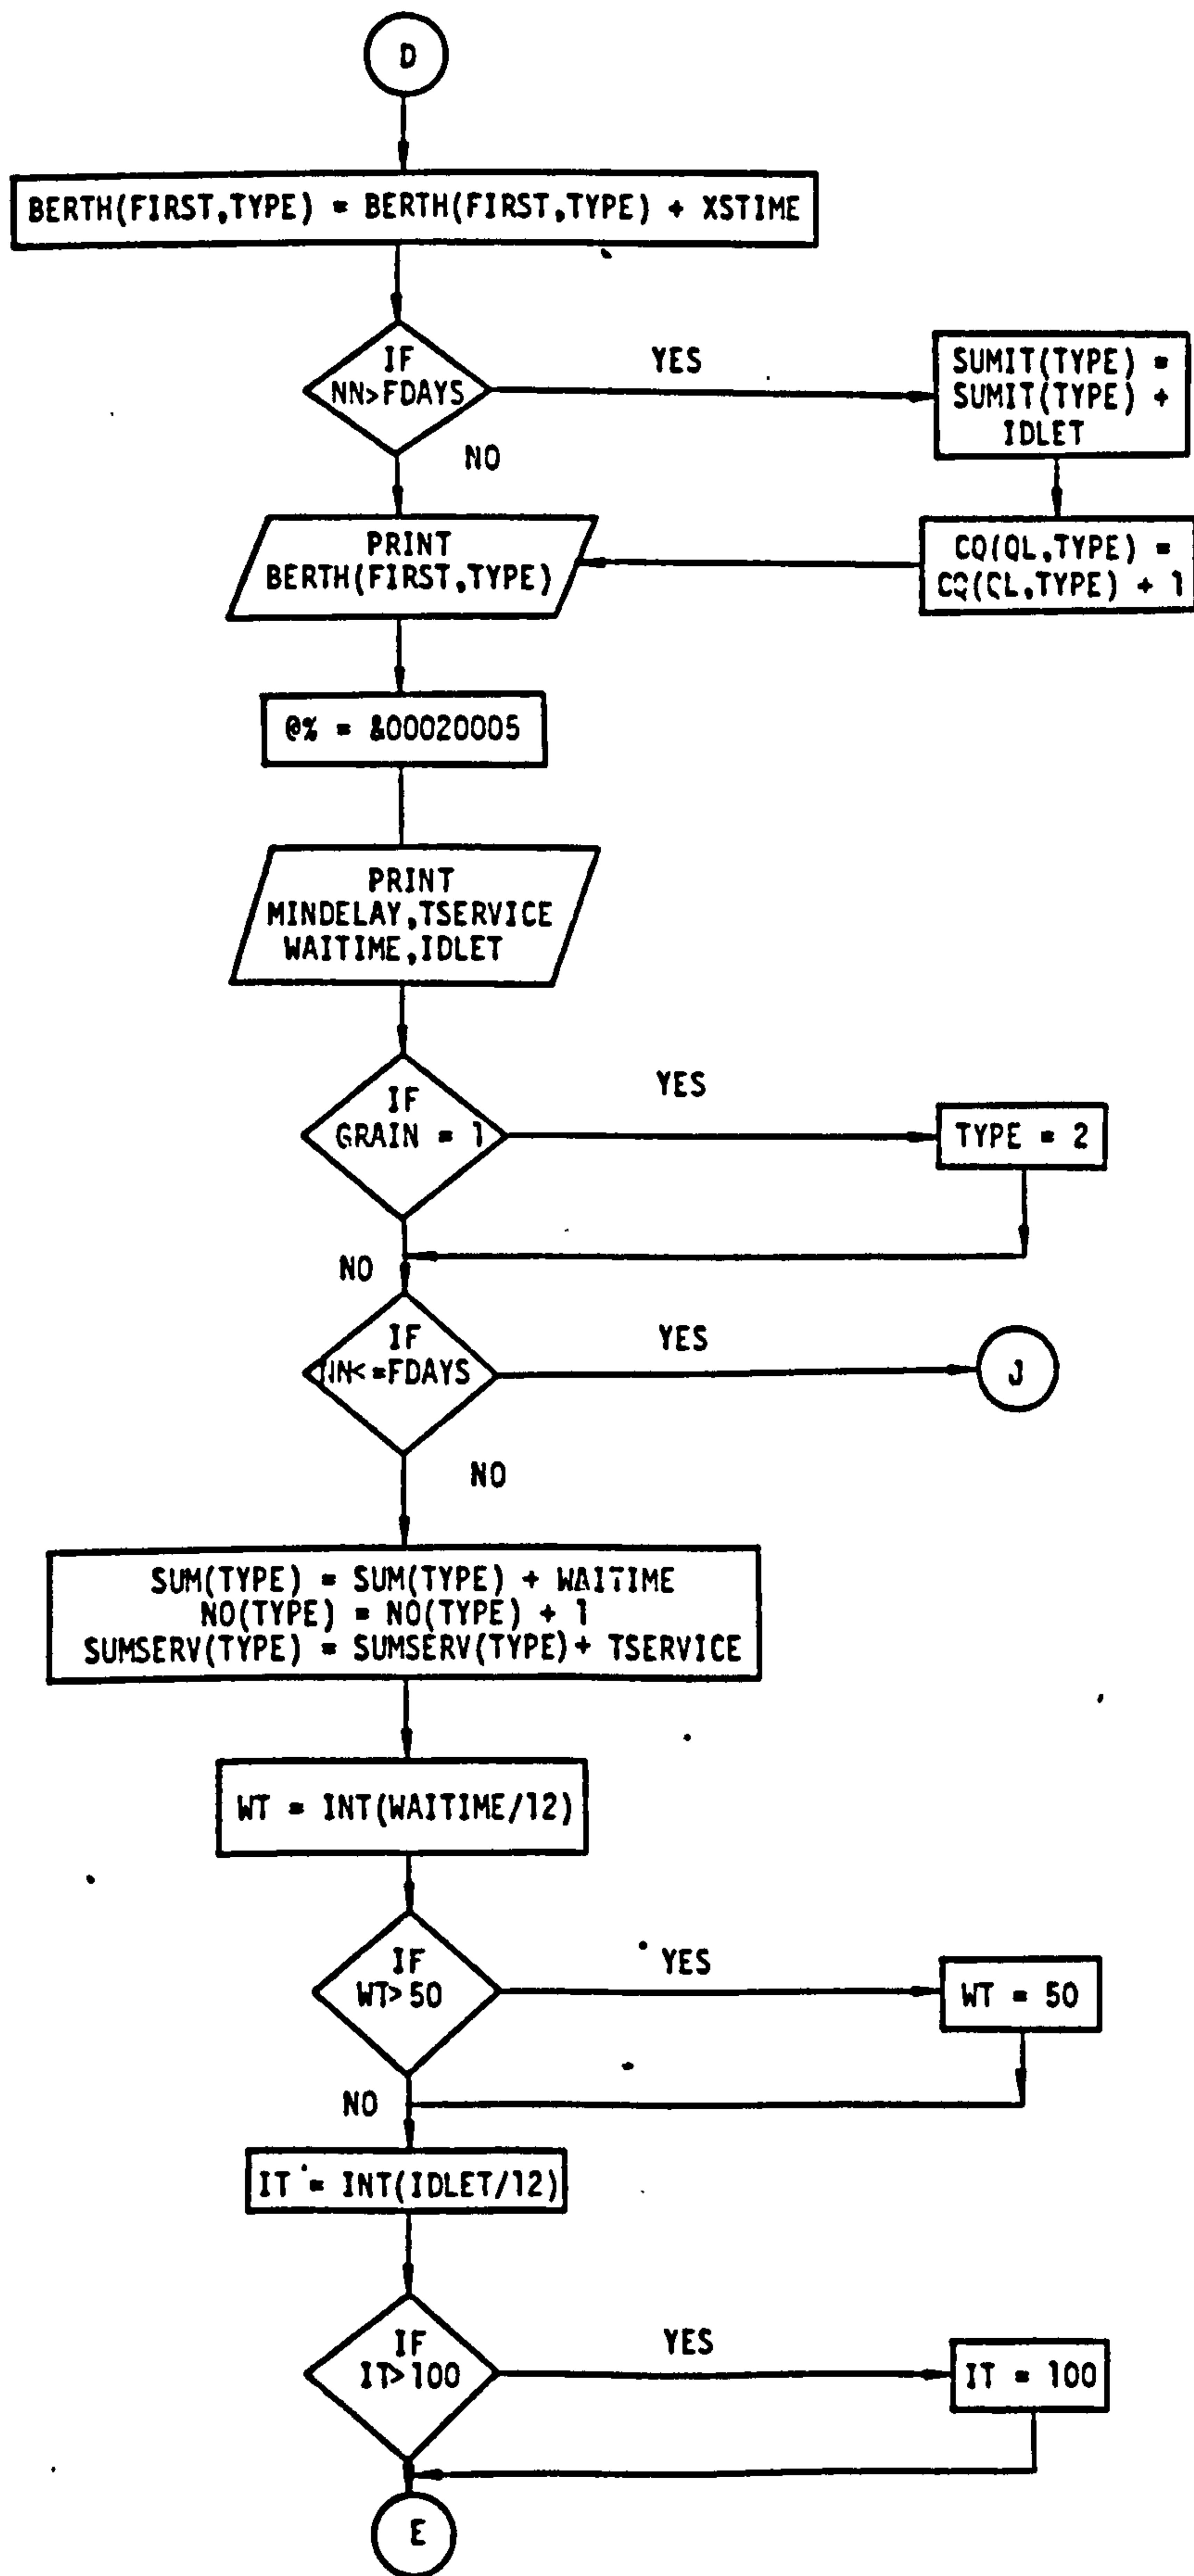 D
BERTH(FIRST,TYPE) = BERTH(FIRST,TYPE) + XSTIME
IF
NN>FDAYS
YES
SUMIT(TYPE) =
SUMIT(TYPE) +
IDLET
NO
PRINT
BERTH(FIRST,TYPE)
CQ(QL,TYPE) =
CQ(QL,TYPE) + 1
@% = &00020005
PRINT
MINDELAY,TSERVICE
WAITIME,IDLET
IF
GRAIN = 1
YES
TYPE = 2
NO
IF
NN<=FDAYS
YES
J
NO
SUM(TYPE) = SUM(TYPE) + WAITIME
NO(TYPE) = NO(TYPE) + 1
SUMSERV(TYPE) = SUMSERV(TYPE)+ TSERVICE
WT = INT(WAITIME/12)
IF
WT>50
YES
WT = 50
NO
IT = INT(IDLET/12)
IF
IT>100
YES
IT = 100
E